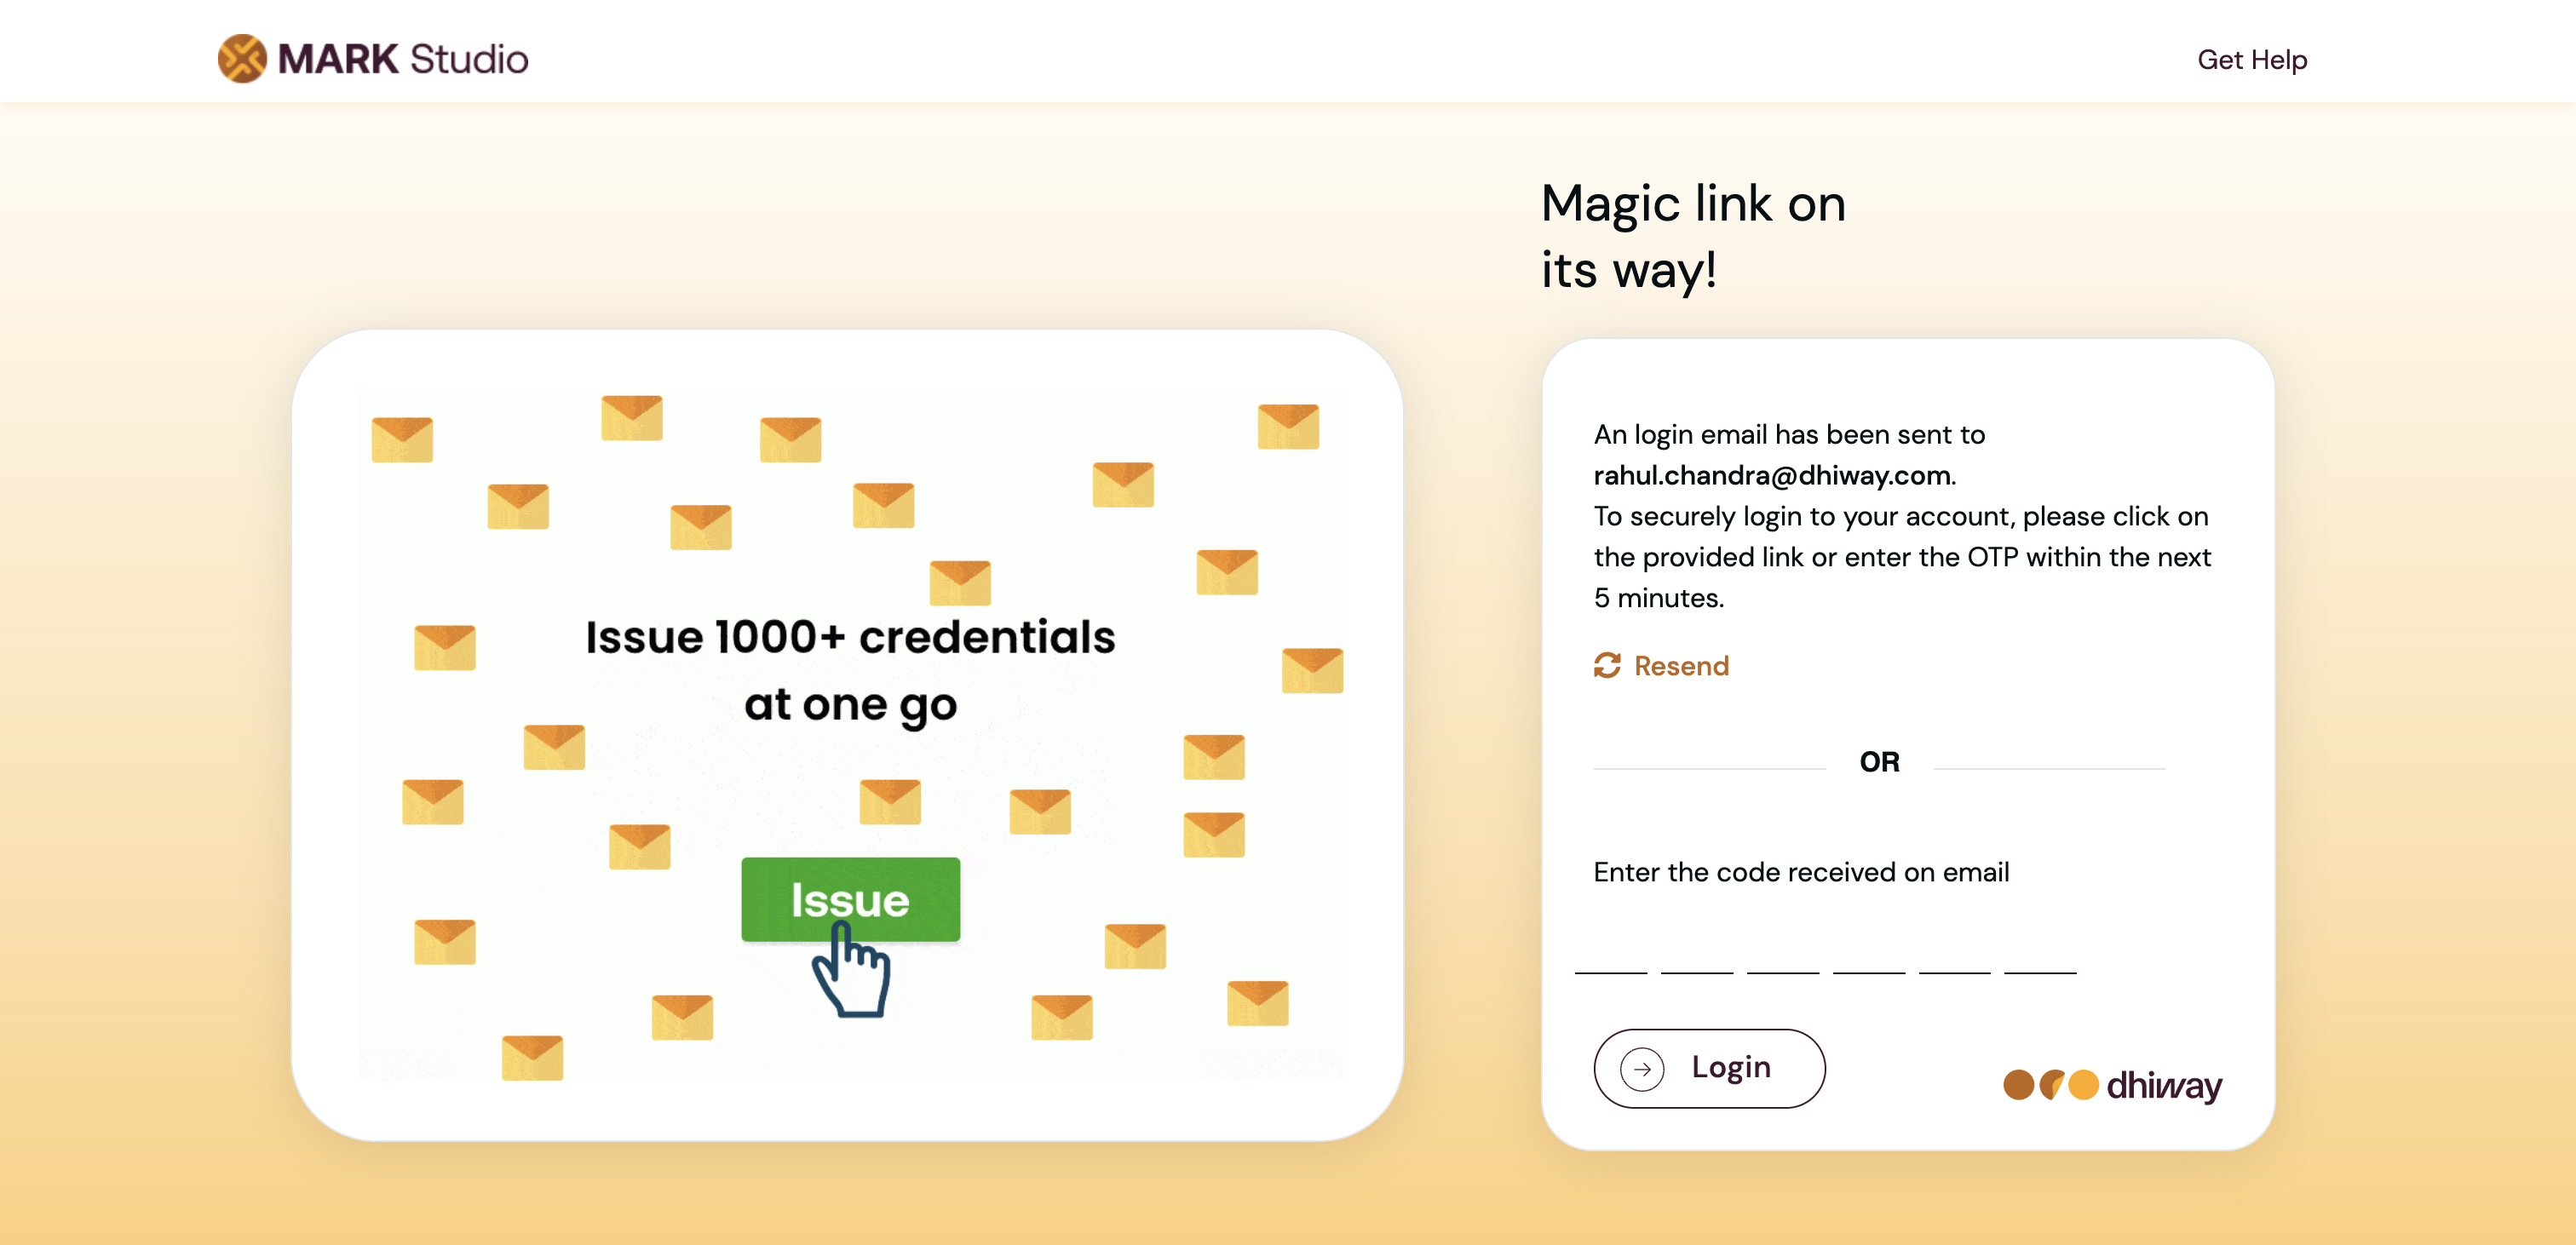 MARK Studio
Get Help
Magic link on
its way!
Issue 1000+ credentials
at one go
Issue
An login email has been sent to
rahul.chandra@dhiway.com.
To securely login to your account, please click on
the provided link or enter the OTP within the next
5 minutes.
Resend
OR
Enter the code received on email
Login
dhiway